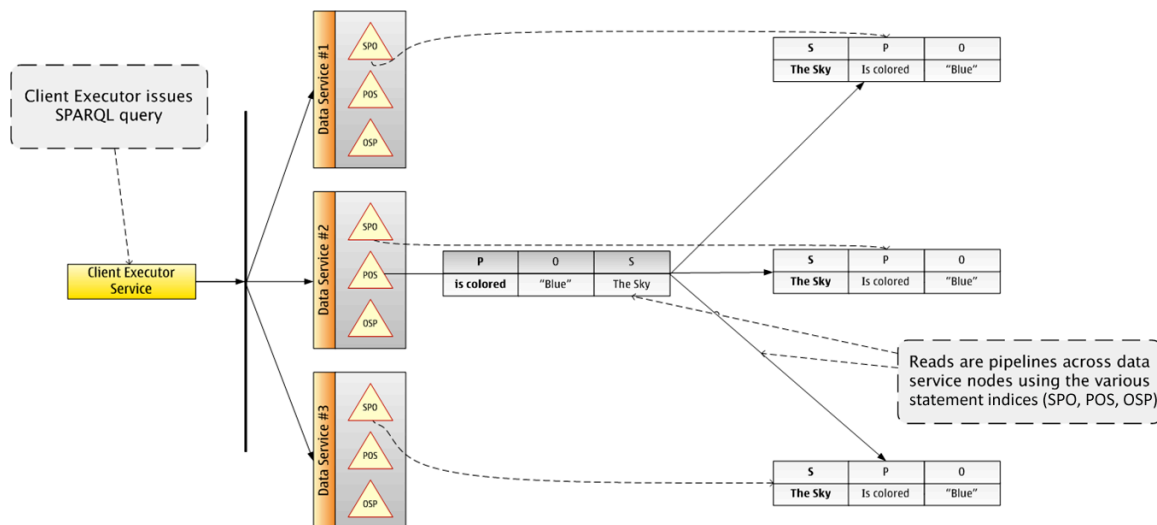 Client Executor issues
SPARQL query
Client Executor
Service
Data Service #1
SPO
POS
OSP
Data Service #2
SPO
POS
OSP
Data Service #3
SPO
POS
OSP
P O S
is colored "Blue" The Sky
S P O
The Sky Is colored "Blue"
S P O
The Sky Is colored "Blue"
Reads are pipelines across data
service nodes using the various
statement indices (SPO, POS, OSP)
S P O
The Sky Is colored "Blue"